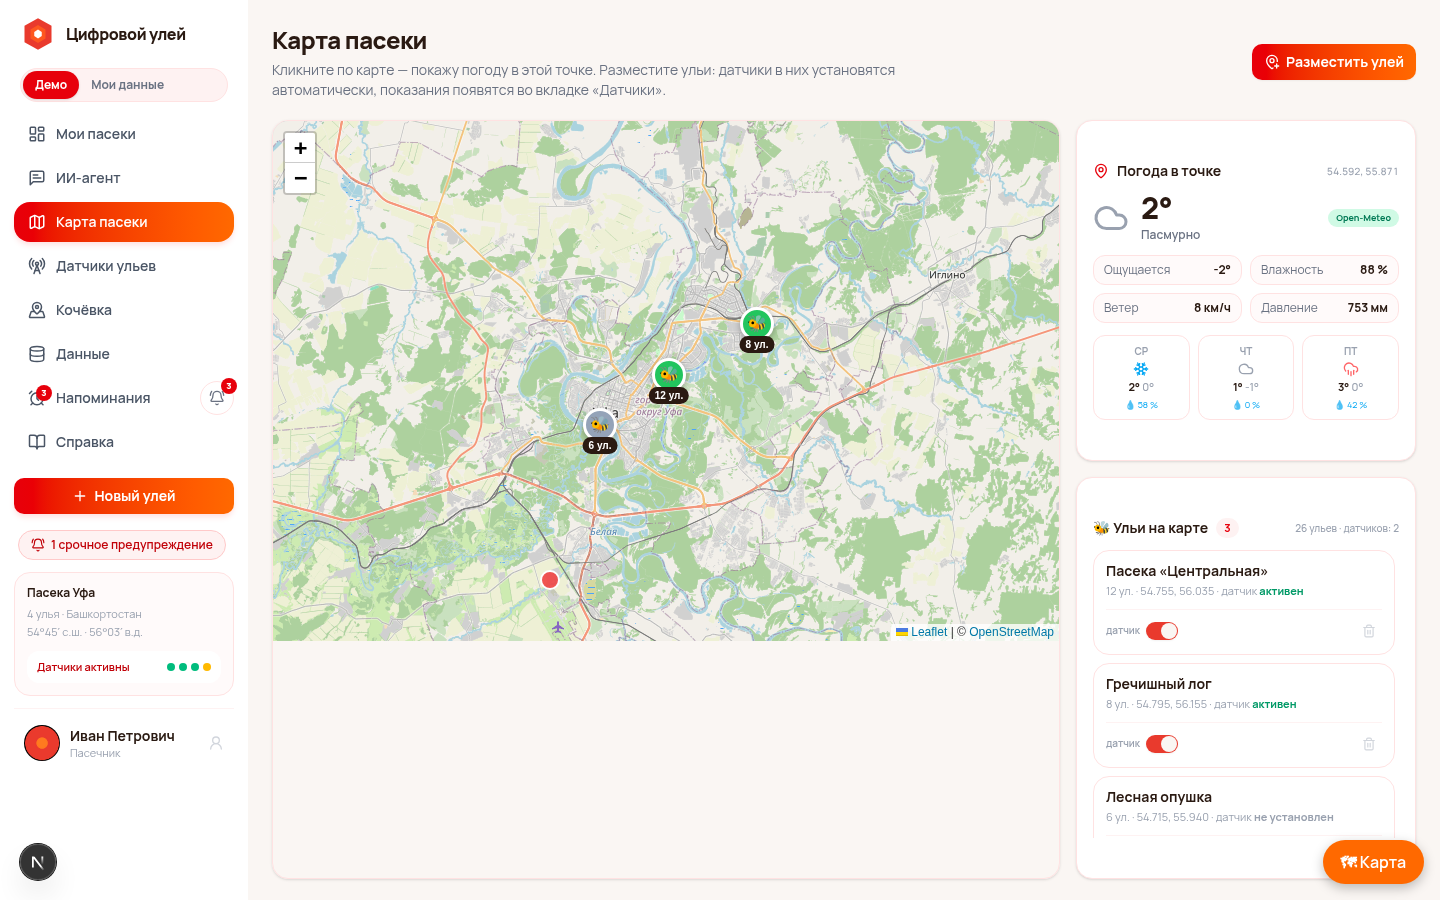 Цифровой улей
Демо
Мои данные
Мои пасеки
ИИ-агент
Карта пасеки
Датчики ульев
Кочёвка
Данные
3
Напоминания
3
Справка
+ Новый улей
1 срочное предупреждение
Пасека Уфа
4 улья · Башкортостан
54°45' с.ш. · 56°03' в.д.
Датчики активны
Иван Петрович
Пасечник
N
Карта пасеки
Кликните по карте — покажу погоду в этой точке. Разместите ульи: датчики в них установятся
автоматически, показания появятся во вкладке «Датчики».
Разместить улей
+
−
Иглино
8 ул.
12 ул.
округ Уфа
6 ул.
Белая
Leaflet | © OpenStreetMap
Погода в точке
54.592, 55.871
2°
Пасмурно
Open-Meteo
Ощущается -2°
Влажность 88 %
Ветер 8 км/ч
Давление 753 мм
СР
2° 0°
58 %
ЧТ
1° -1°
0 %
ПТ
3° 0°
42 %
Ульи на карте 3
26 ульев · датчиков: 2
Пасека «Центральная»
12 ул. · 54.755, 56.035 · датчик активен
датчик
Гречишный лог
8 ул. · 54.795, 56.155 · датчик активен
датчик
Лесная опушка
6 ул. · 54.715, 55.940 · датчик не установлен
Карта